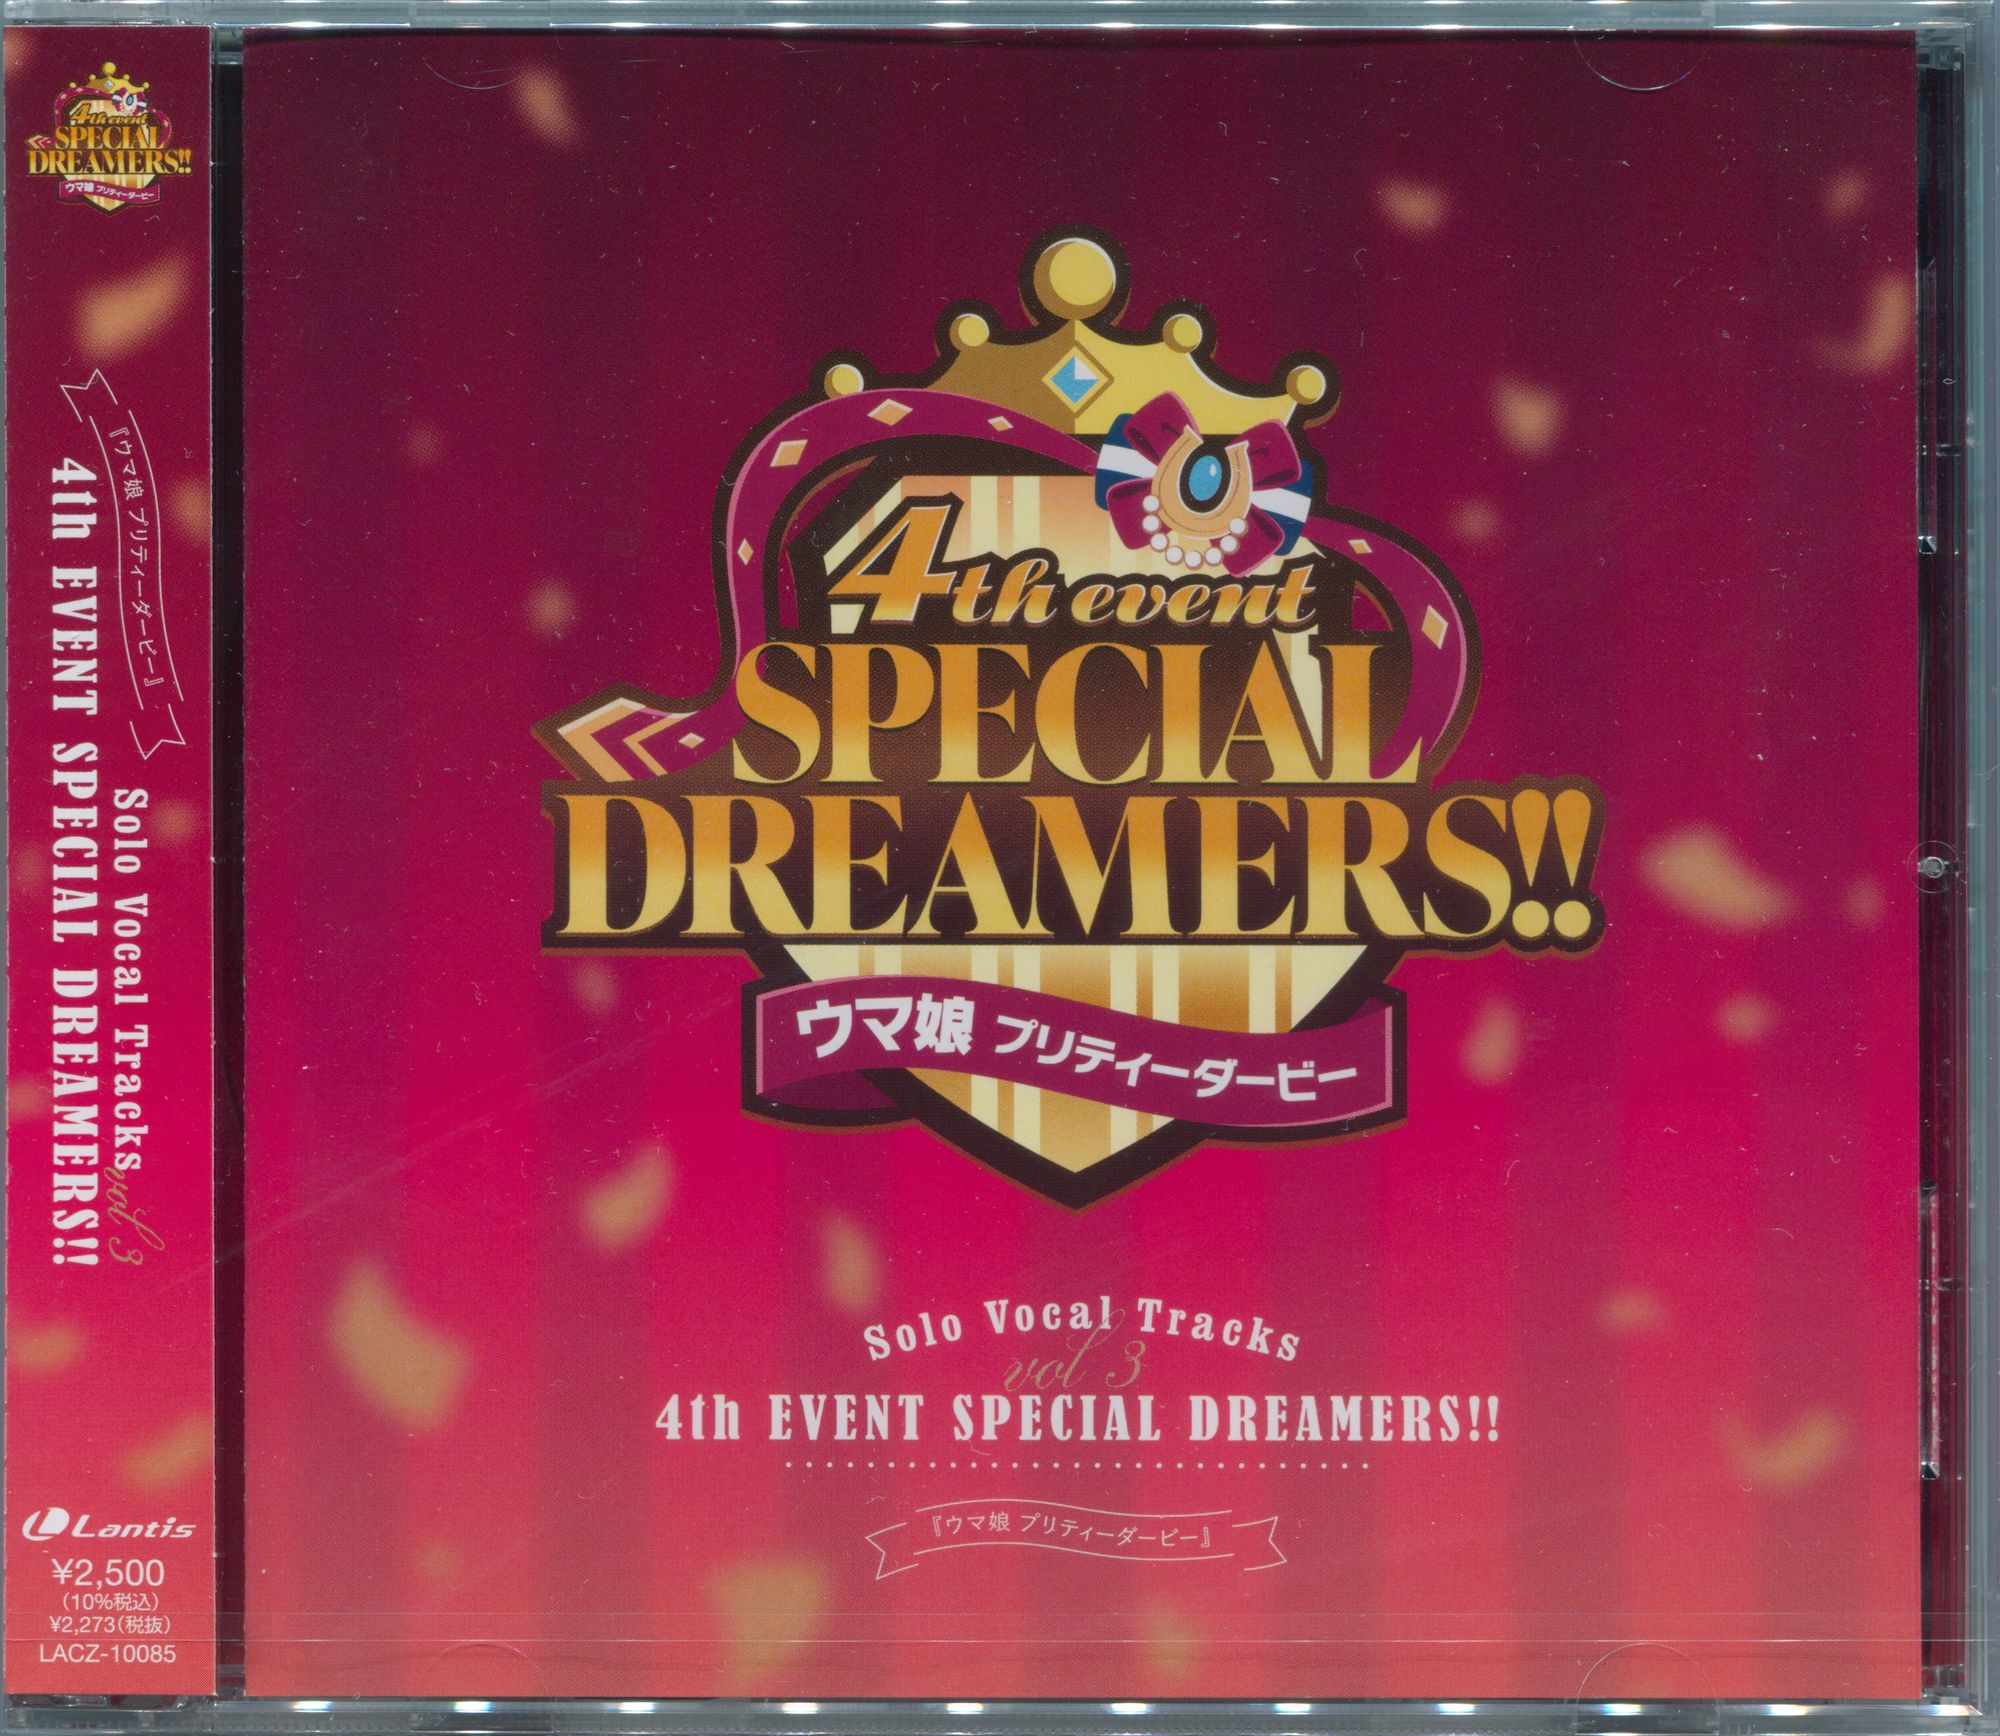 4th event
SPECIAL
DREAMERS!!
ウマ娘 プリティーダービー
『ウマ娘 プリティーダービー』
Solo Vocal Tracks vol 3
4th EVENT SPECIAL DREAMERS!!
Lantis
¥2,500
(10%税込)
¥2,273(税抜)
LACZ-10085
4th event
SPECIAL
DREAMERS!!
ウマ娘 プリティーダービー
Solo Vocal Tracks
vol 3
4th EVENT SPECIAL DREAMERS!!
『ウマ娘 プリティーダービー』